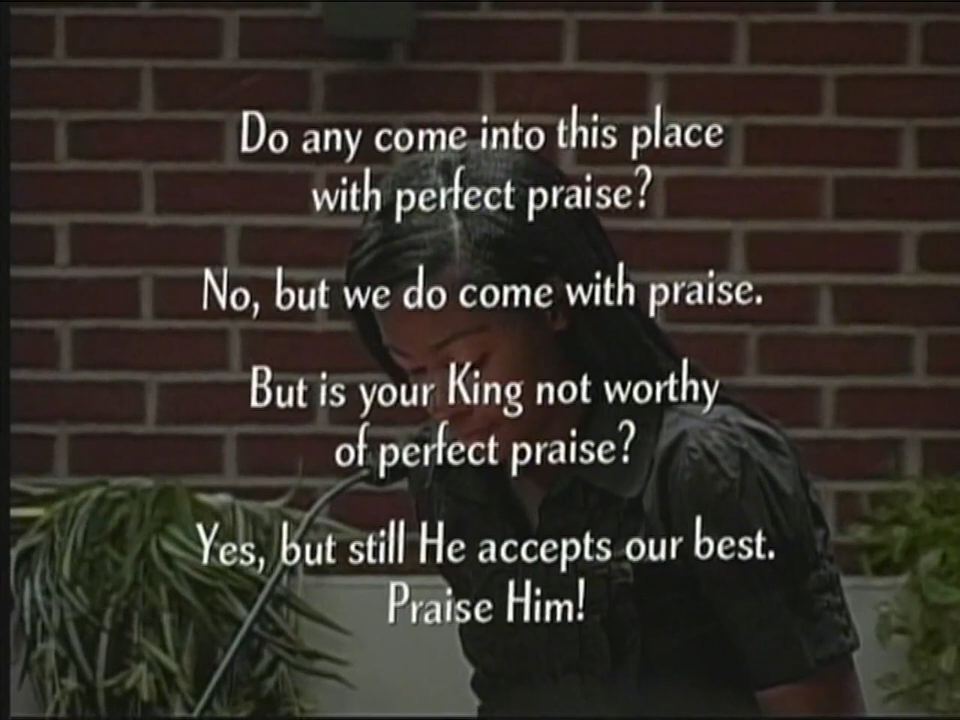 Do any come into this place
with perfect praise?
No, but we do come with praise.
But is your King not worthy
of perfect praise?
Yes, but still He accepts our best.
Praise Him!